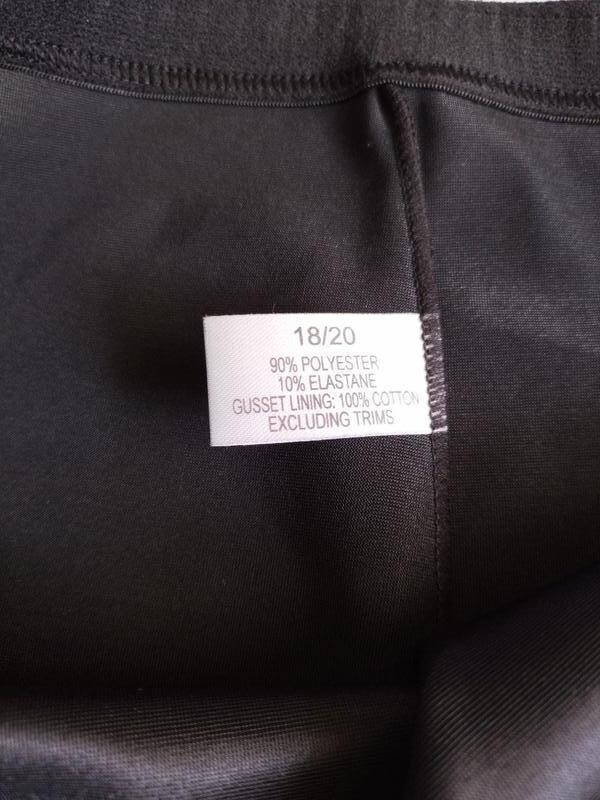 18/20
90% POLYESTER
10% ELASTANE
GUSSET LINING: 100% COTTON
EXCLUDING TRIMS